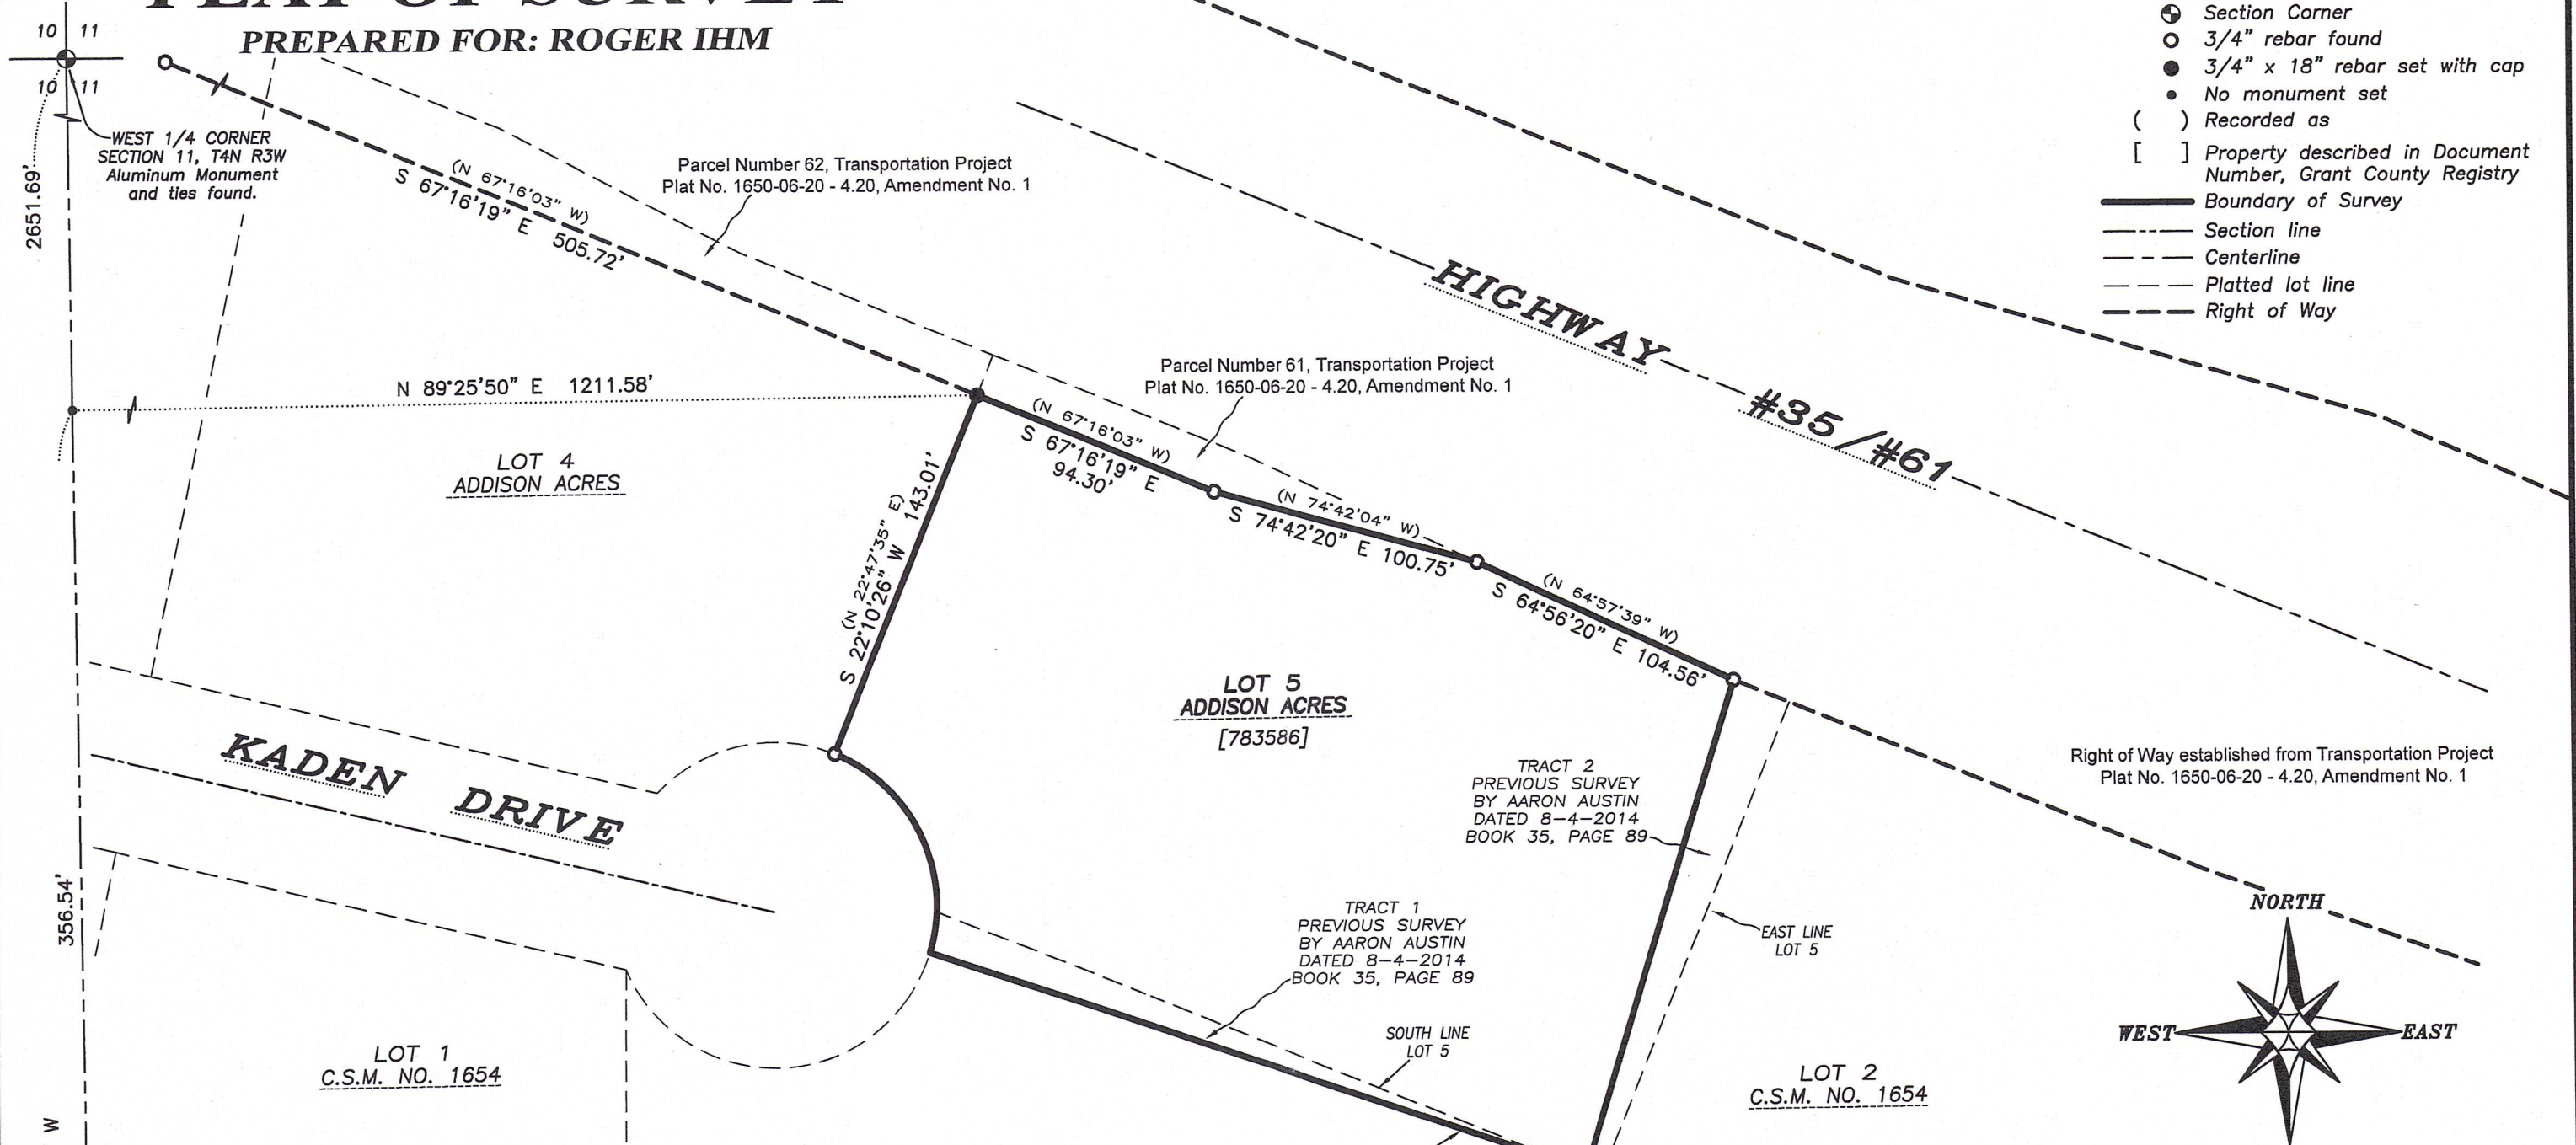 PLAT OF SURVEY
PREPARED FOR: ROGER IHM
10 11
10 11
WEST 1/4 CORNER
SECTION 11, T4N R3W
Aluminum Monument
and ties found.
2651.69'
(N 67°16'03" W)
S 67°16'19" E 505.72'
Parcel Number 62, Transportation Project
Plat No. 1650-06-20 - 4.20, Amendment No. 1
Section Corner
3/4" rebar found
3/4" x 18" rebar set with cap
No monument set
( ) Recorded as
[ ] Property described in Document
Number, Grant County Registry
Boundary of Survey
Section line
Centerline
Platted lot line
Right of Way
HIGHWAY #35/#61
N 89°25'50" E 1211.58'
Parcel Number 61, Transportation Project
Plat No. 1650-06-20 - 4.20, Amendment No. 1
(N 67°16'03" W)
S 67°16'19" E
94.30'
LOT 4
ADDISON ACRES
(N 22°47'35" E)
S 22°10'26" W 143.01'
(N 74°42'04" W)
S 74°42'20" E 100.75'
(N 64°57'39" W)
S 64°56'20" E 104.56'
LOT 5
ADDISON ACRES
[783586]
KADEN DRIVE
TRACT 2
PREVIOUS SURVEY
BY AARON AUSTIN
DATED 8-4-2014
BOOK 35, PAGE 89
Right of Way established from Transportation Project
Plat No. 1650-06-20 - 4.20, Amendment No. 1
356.54'
TRACT 1
PREVIOUS SURVEY
BY AARON AUSTIN
DATED 8-4-2014
BOOK 35, PAGE 89
EAST LINE
LOT 5
SOUTH LINE
LOT 5
LOT 1
C.S.M. NO. 1654
LOT 2
C.S.M. NO. 1654
NORTH
WEST
EAST
W